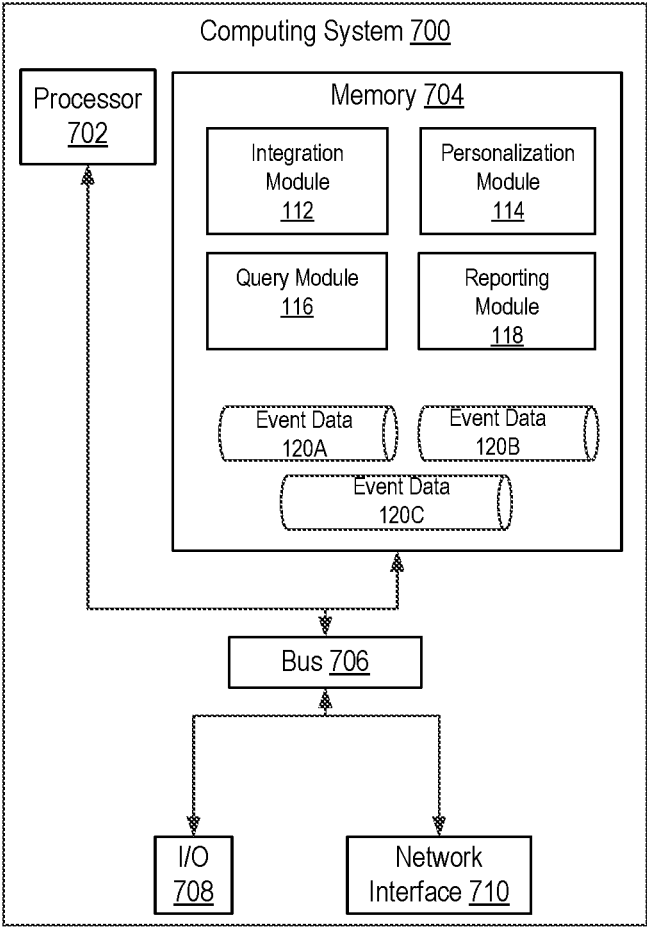 Computing System 700
Processor
702
Memory 704
Integration
Module
112
Personalization
Module
114
Query Module
116
Reporting
Module
118
Event Data
120A
Event Data
120B
Event Data
120C
Bus 706
I/O
708
Network
Interface 710